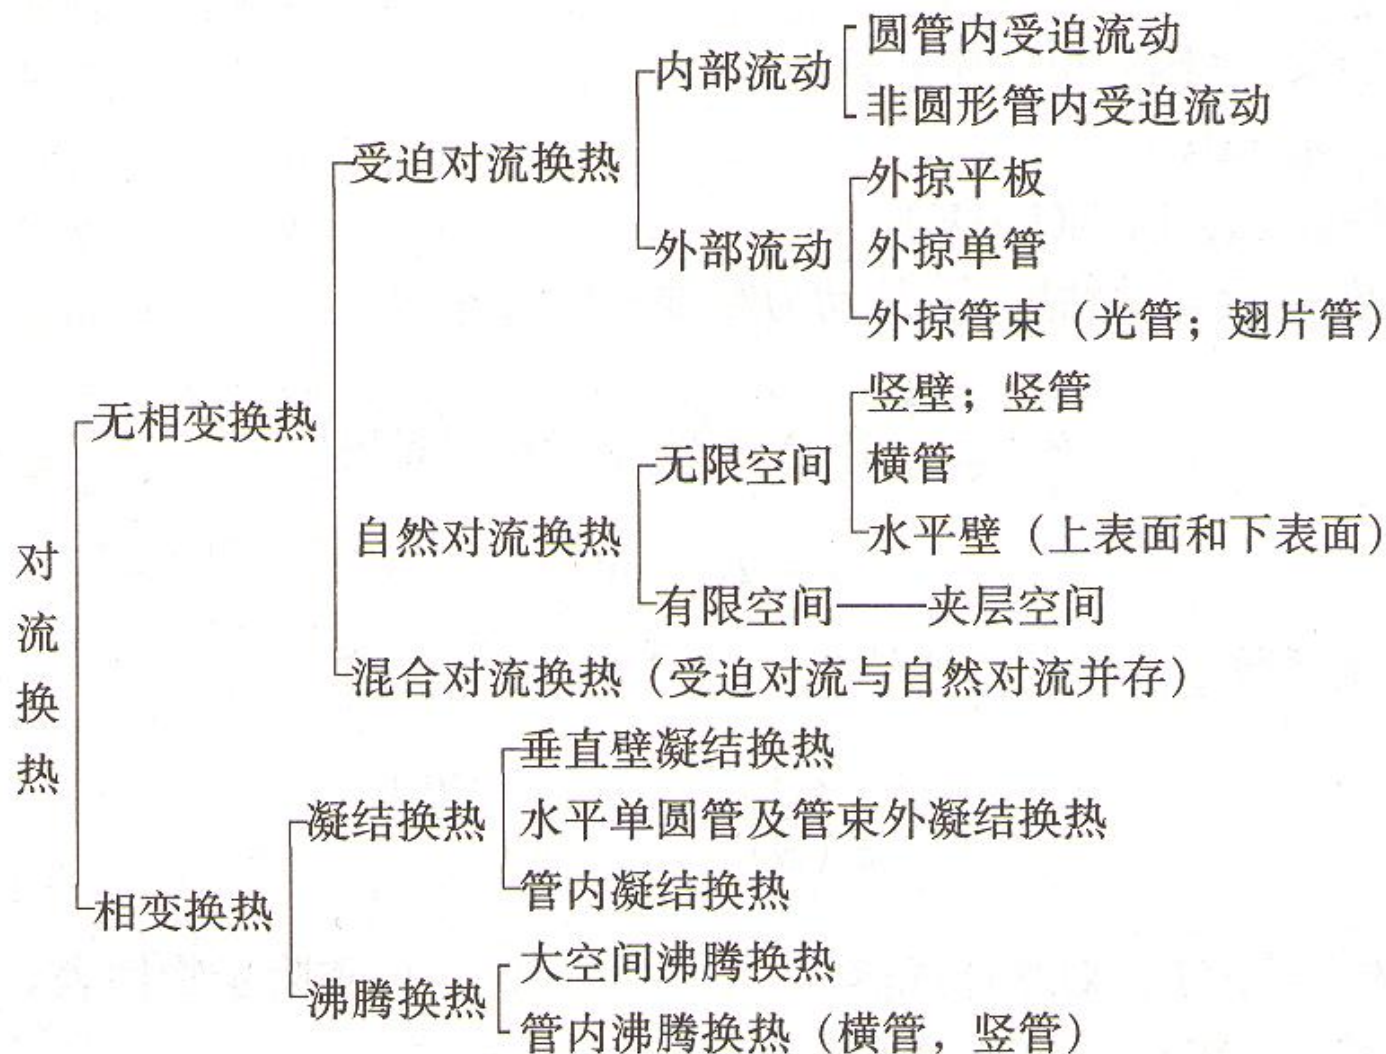 对流换热
无相变换热
受迫对流换热
内部流动
圆管内受迫流动
非圆形管内受迫流动
外部流动
外掠平板
外掠单管
外掠管束（光管；翅片管）
自然对流换热
无限空间
竖壁；竖管
横管
水平壁（上表面和下表面）
有限空间——夹层空间
混合对流换热（受迫对流与自然对流并存）
相变换热
凝结换热
垂直壁凝结换热
水平单圆管及管束外凝结换热
管内凝结换热
沸腾换热
大空间沸腾换热
管内沸腾换热（横管，竖管）